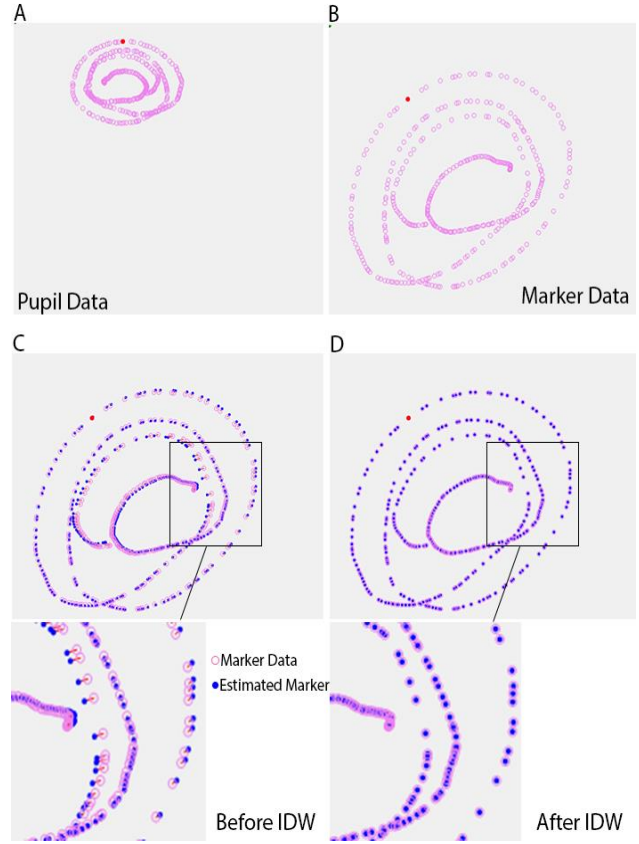 A
B
Pupil Data
Marker Data
C
D
Marker Data
Estimated Marker
Before IDW
After IDW